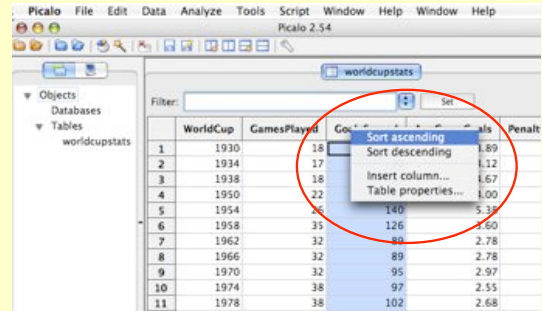 Picalo File Edit Data Analyze Tools Script Window Help Window Help
Picalo 2.54
worldcupstats
Objects
Databases
Tables
worldcupstats
Filter: Set
WorldCup GamesPlayed Goals Penalt
Sort ascending
Sort descending
Insert column...
Table properties...
1 1930 18 .89
2 1934 17 .12
3 1938 18 .67
4 1950 22 .00
5 1954 26 140 5.38
6 1958 35 126 3.60
7 1962 32 89 2.78
8 1966 32 89 2.78
9 1970 32 95 2.97
10 1974 38 97 2.55
11 1978 38 102 2.68